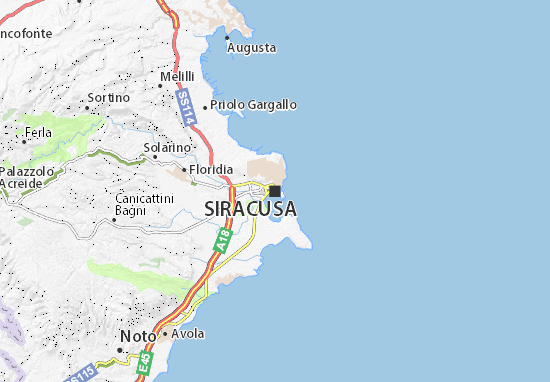 Augusta
ncofonte
Melilli
SS114
Sortino
Priolo Gargallo
Ferla
Solarino
Floridia
Palazzolo
Acreide
Canicattini
Bagni
SIRACUSA
A18
Avola
Noto
E45
SS115